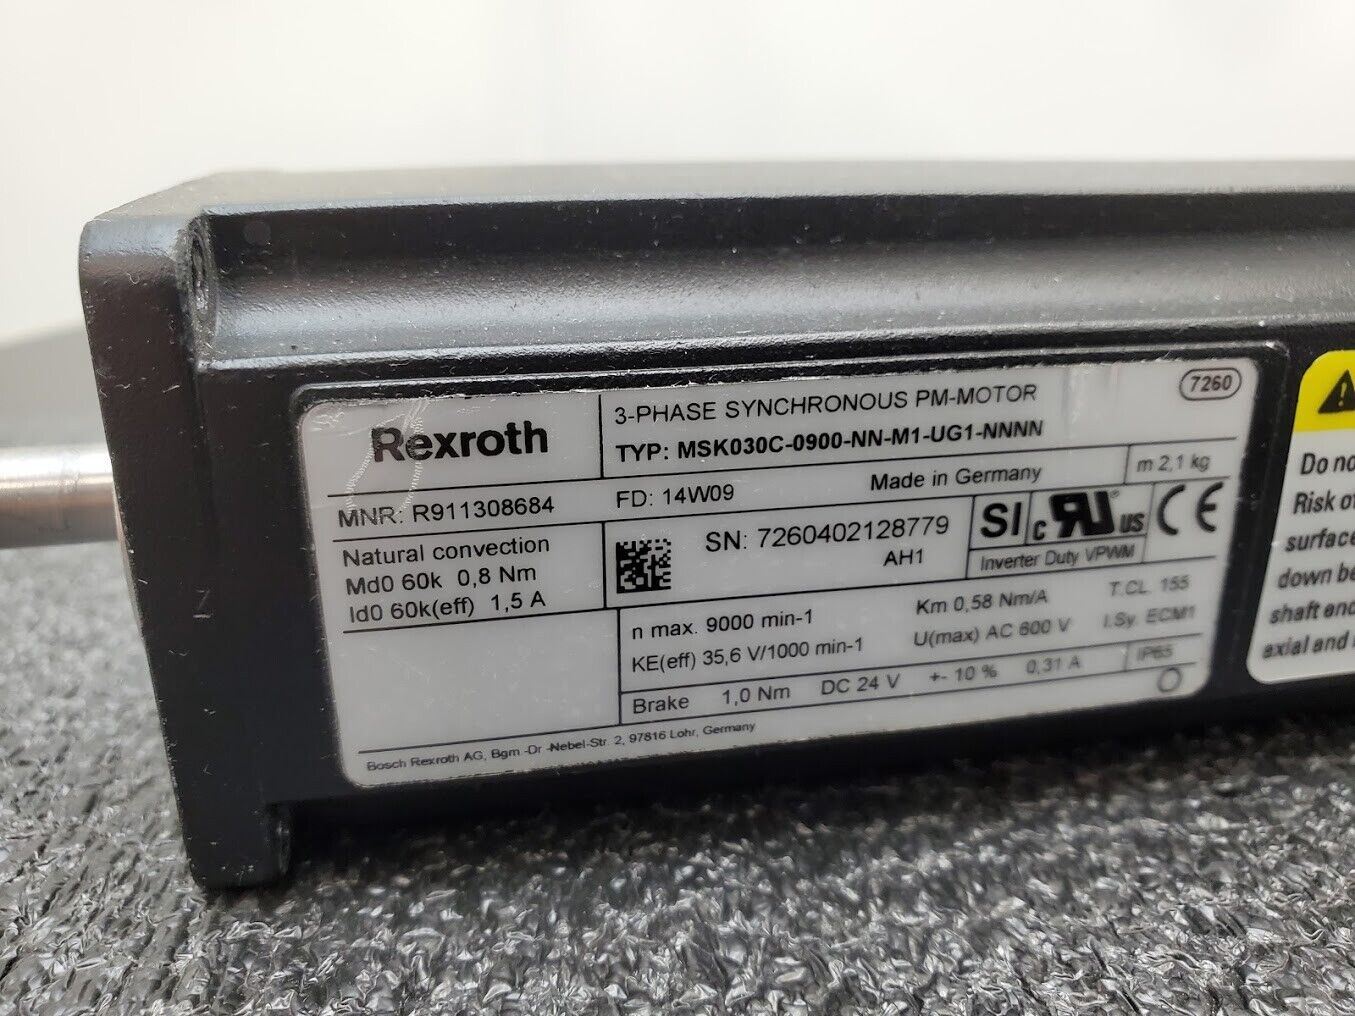 Rexroth
3-PHASE SYNCHRONOUS PM-MOTOR
7260
TYP: MSK030C-0900-NN-M1-UG1-NNNN
MNR: R911308684
FD: 14W09
Made in Germany
m 2,1 kg
Natural convection
Md0 60k 0,8 Nm
Id0 60k(eff) 1,5 A
SN: 7260402128779
AH1
SI
c RU US
CE
Inverter Duty VPWM
n max. 9000 min-1
Km 0,58 Nm/A
T.CL. 155
KE(eff) 35,6 V/1000 min-1
U(max) AC 600 V
I.Sy. ECM1
Brake 1,0 Nm DC 24 V +- 10 % 0,31 A
IP65
Bosch Rexroth AG, Bgm.-Dr.-Nebel-Str. 2, 97816 Lohr, Germany
Do no
Risk of
surface
down be
shaft end
axial and